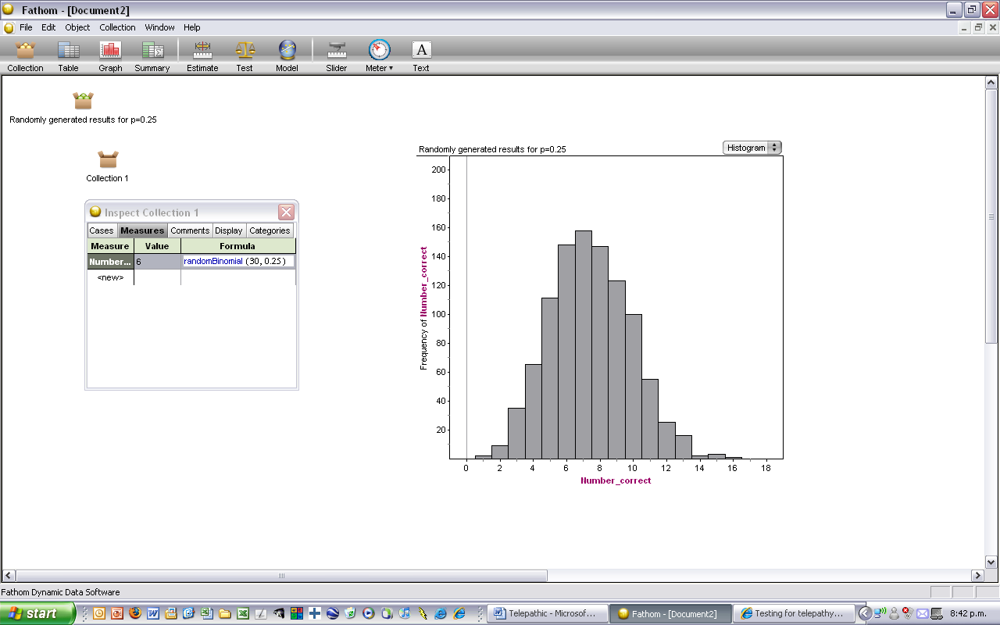 Fathom - [Document2]
File Edit Object Collection Window Help
Collection Table Graph Summary Estimate Test Model Slider Meter Text
A
Randomly generated results for p=0.25
Collection 1
Inspect Collection 1
Cases Measures Comments Display Categories
Measure Value Formula
Number... 6 randomBinomial (30, 0.25)
<new>
Randomly generated results for p=0.25
Histogram
200
180
160
140
120
100
80
60
40
20
Frequency of Number_correct
0 2 4 6 8 10 12 14 16 18
Number_correct
Fathom Dynamic Data Software
start Telepathic - Microsof... Fathom - [Document2] Testing for telepathy... 8:42 p.m.